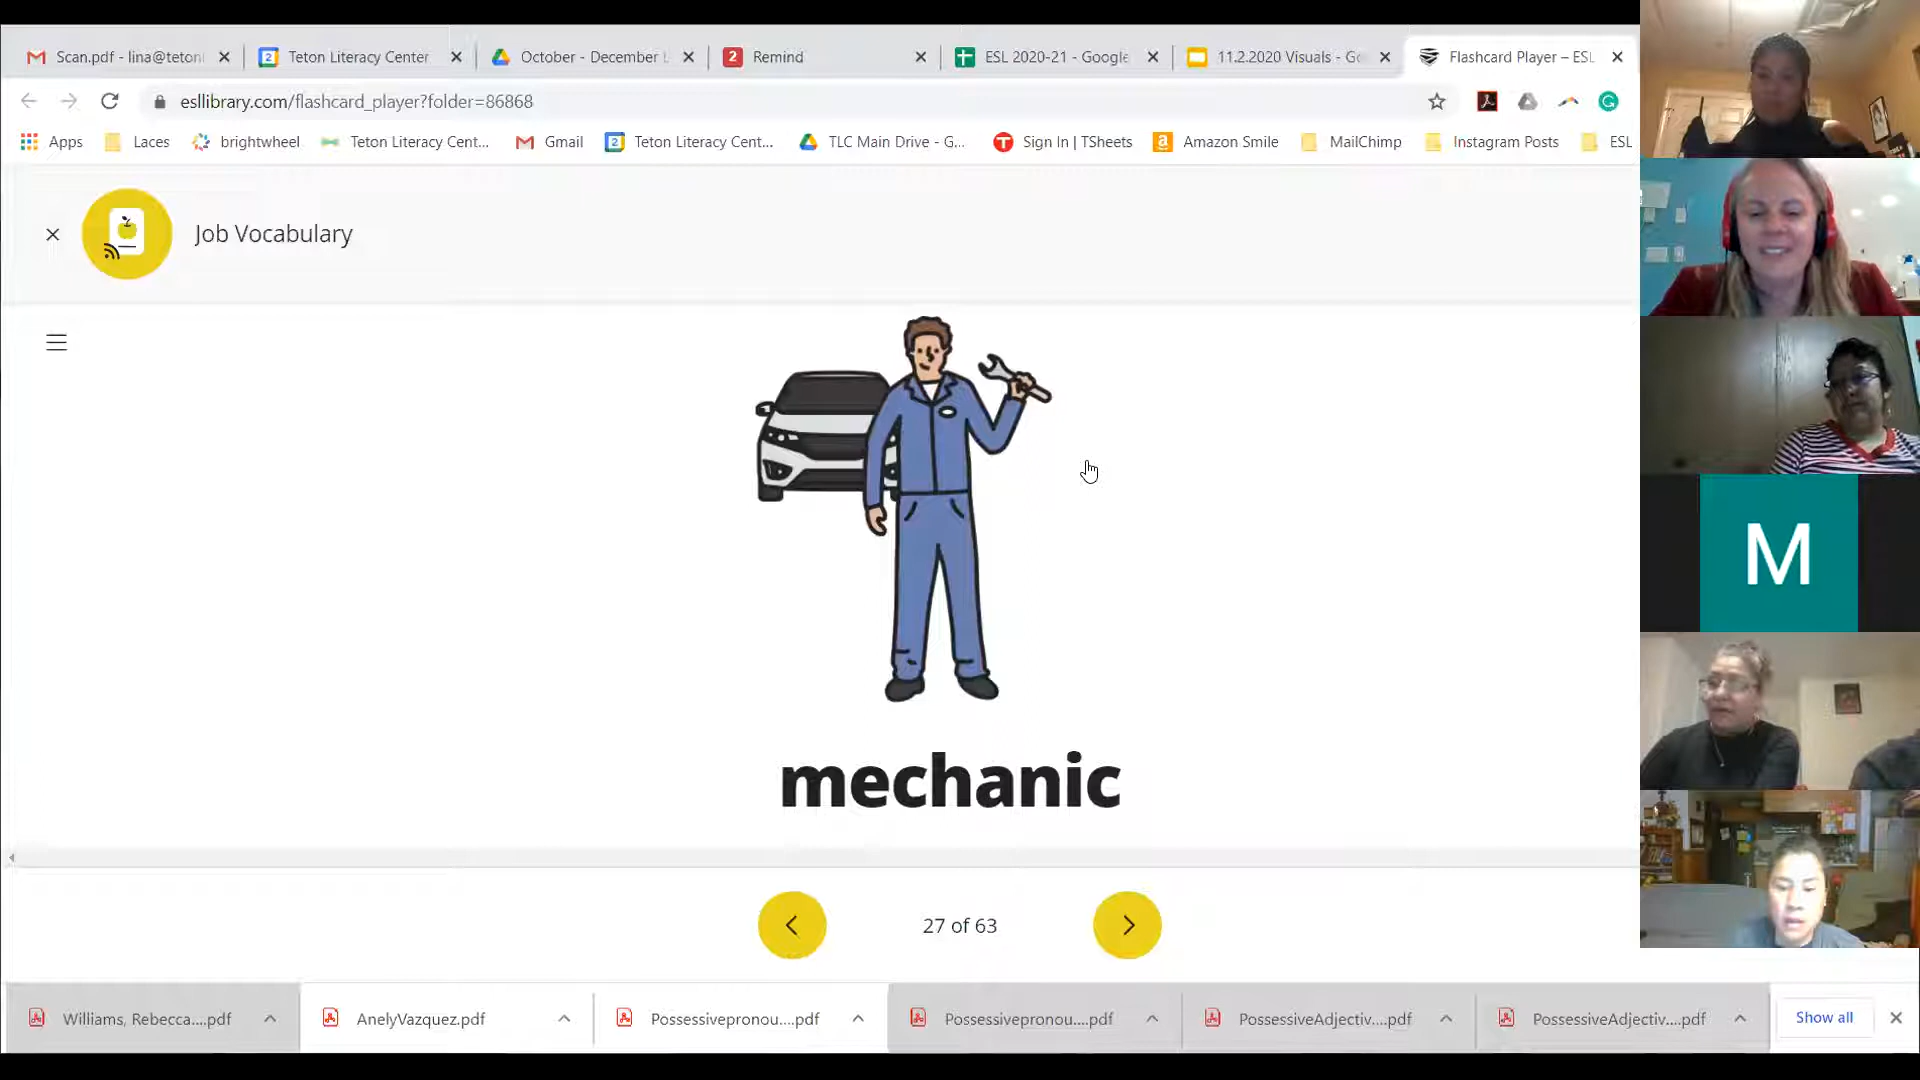 Scan.pdf - lina@teton
Teton Literacy Center
October - December
Remind
ESL 2020-21 - Google
11.2.2020 Visuals - Go
Flashcard Player – ESL
esllibrary.com/flashcard_player?folder=86868
Apps
Laces
brightwheel
Teton Literacy Cent...
Gmail
Teton Literacy Cent...
TLC Main Drive - G...
Sign In | TSheets
Amazon Smile
MailChimp
Instagram Posts
ESL
Job Vocabulary
mechanic
27 of 63
Williams, Rebecca....pdf
AnelyVazquez.pdf
Possessivepronou....pdf
Possessivepronou....pdf
PossessiveAdjectiv....pdf
PossessiveAdjectiv....pdf
Show all
M